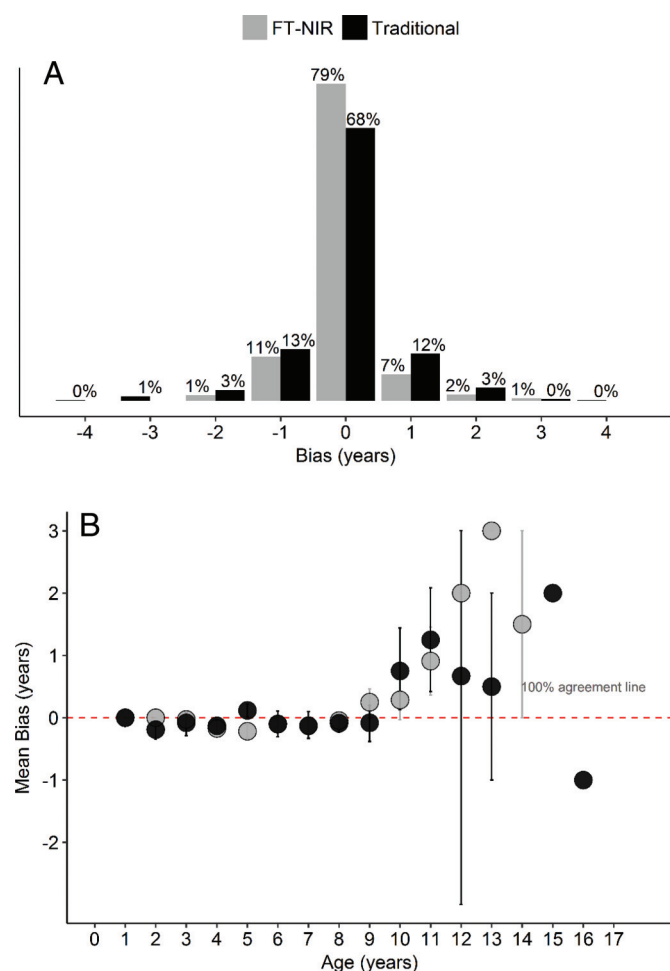 FT-NIR Traditional
A
79%
68%
11% 13% 12%
7%
0% 1% 1% 3% 2% 3% 1% 0% 0%
-4 -3 -2 -1 0 1 2 3 4
Bias (years)
B
3
2
1
0
-1
-2
Mean Bias (years)
100% agreement line
0 1 2 3 4 5 6 7 8 9 10 11 12 13 14 15 16 17
Age (years)